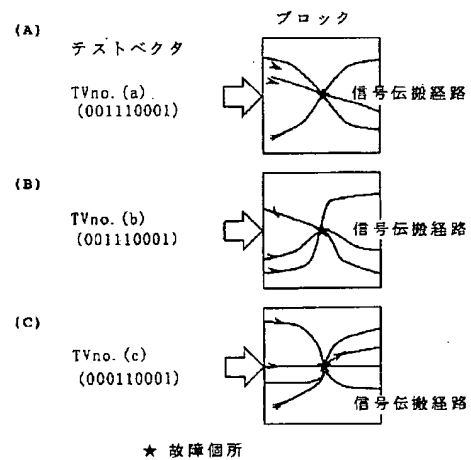 ブロック
(A)
テストベクタ
TVno. (a)
(001110001)
信号伝搬経路
(B)
TVno. (b)
(001110001)
信号伝搬経路
(C)
TVno. (c)
(000110001)
信号伝搬経路
★ 故障個所